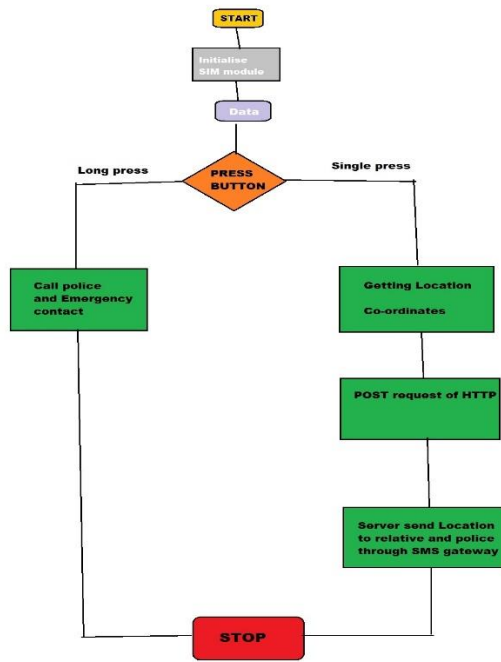 START
Initialise
SIM module
Data
Long press
PRESS
BUTTON
Single press
Call police
and Emergency
contact
Getting Location
Co-ordinates
POST request of HTTP
Server send Location
to relative and police
through SMS gateway
STOP